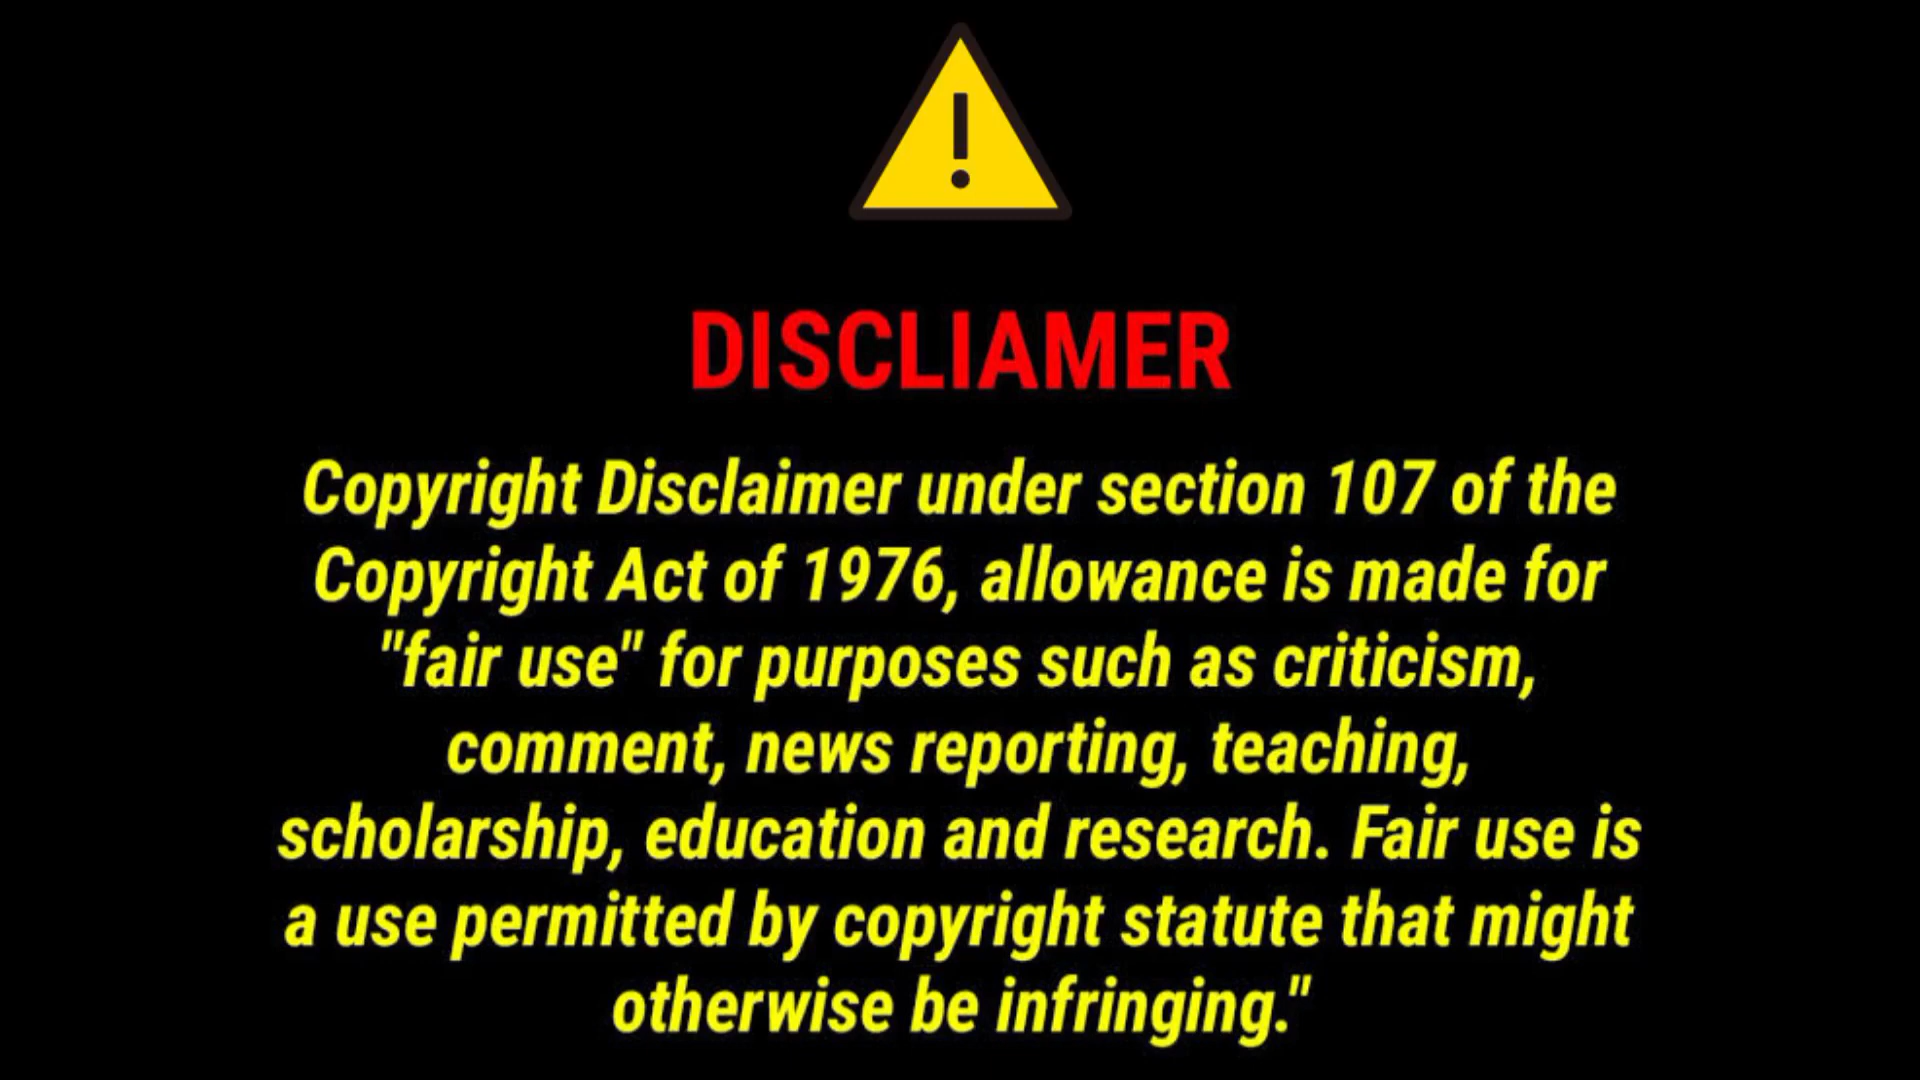 DISCLIAMER
Copyright Disclaimer under section 107 of the
Copyright Act of 1976, allowance is made for
"fair use" for purposes such as criticism,
comment, news reporting, teaching,
scholarship, education and research. Fair use is
a use permitted by copyright statute that might
otherwise be infringing."